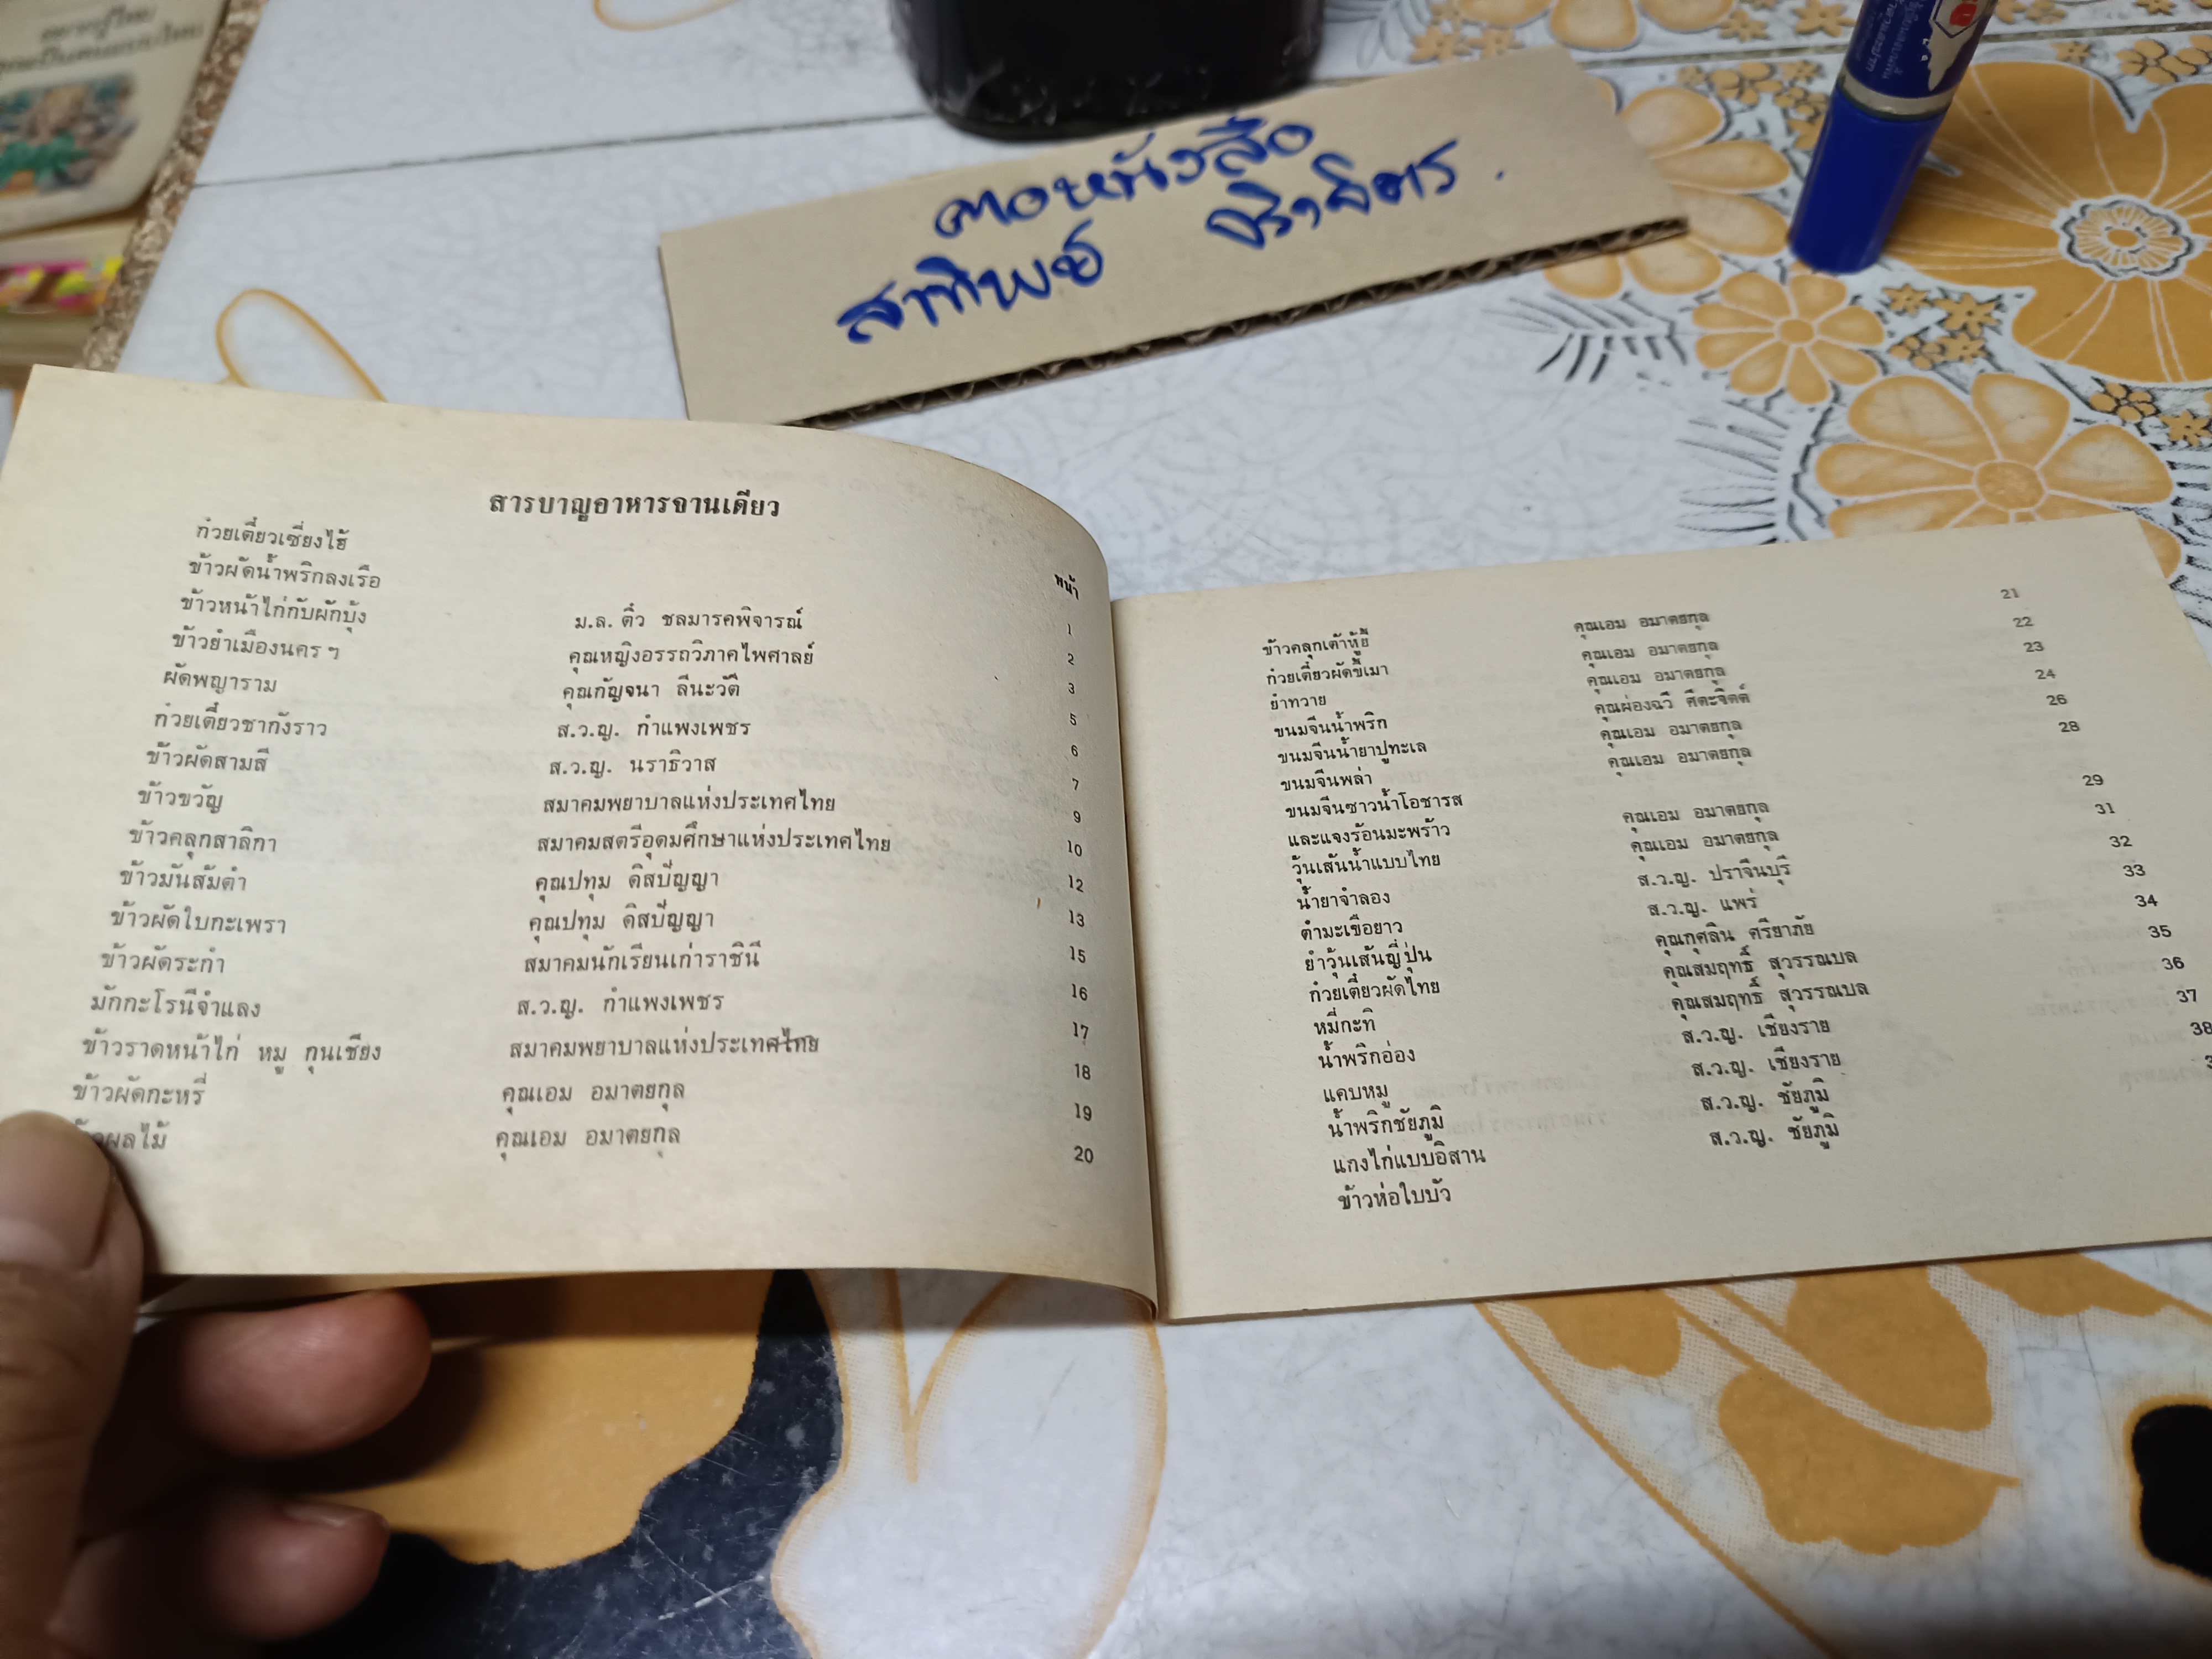 คอหนังสือ
สาทิพย์
สารบาญอาหารจานเดียว
หน้า
ก๋วยเตี๋ยวเซี่ยงไฮ้ ม.ล. ติ๋ว ชลมารคพิจารณ์ 1
ข้าวผัดน้ำพริกลงเรือ คุณหญิงอรรถวิภาคไพศาลย์ 2
ข้าวหน้าไก่กับผักบุ้ง คุณกัญจนา ลีนะวัติ 3
ข้าวยำเมืองนคร ฯ ส.ว.ญ. กำแพงเพชร 5
ผัดพญาราม ส.ว.ญ. นราธิวาส 6
ก๋วยเตี๋ยวชากังราว สมาคมพยาบาลแห่งประเทศไทย 7
ข้าวผัดสามสี สมาคมสตรีอุดมศึกษาแห่งประเทศไทย 9
ข้าวขวัญ คุณปทุม ดิสปัญญา 10
ข้าวคลุกสาลิกา คุณปทุม ดิสปัญญา 12
ข้าวมันส้มตำ สมาคมนักเรียนเก่าราชินี 13
ข้าวผัดใบกะเพรา ส.ว.ญ. กำแพงเพชร 15
ข้าวผัดระกำ สมาคมพยาบาลแห่งประเทศไทย 16
มักกะโรนีจำแลง คุณเอม อมาตยกุล 17
ข้าวราดหน้าไก่ หมู กุนเชียง คุณเอม อมาตยกุล 18
ข้าวผัดกะหรี่ 19
ผลไม้ 20
ข้าวคลุกเต้าหู้ยี้ คุณเอม อมาตยกุล 21
ก๋วยเตี๋ยวผัดขี้เมา คุณเอม อมาตยกุล 22
ยำทวาย คุณเอม อมาตยกุล 23
ขนมจีนน้ำพริก คุณผ่องฉวี ศีตะจิตต์ 24
ขนมจีนน้ำยาปูทะเล คุณเอม อมาตยกุล 26
ขนมจีนพล่า คุณเอม อมาตยกุล 28
ขนมจีนซาวน้ำโอชารส
และแจงร้อนมะพร้าว คุณเอม อมาตยกุล 29
วุ้นเส้นน้ำแบบไทย คุณเอม อมาตยกุล 31
น้ำยาจำลอง ส.ว.ญ. ปราจีนบุรี 32
ตำมะเขือยาว ส.ว.ญ. แพร่ 33
ยำวุ้นเส้นญี่ปุ่น คุณกุศลิน ศรียาภัย 34
ก๋วยเตี๋ยวผัดไทย คุณสมฤทธิ์ สุวรรณบล 35
หมี่กะทิ คุณสมฤทธิ์ สุวรรณบล 36
น้ำพริกอ่อง ส.ว.ญ. เชียงราย 37
แคบหมู ส.ว.ญ. เชียงราย 38
น้ำพริกชัยภูมิ ส.ว.ญ. ชัยภูมิ
แกงไก่แบบอิสาน ส.ว.ญ. ชัยภูมิ
ข้าวห่อใบบัว